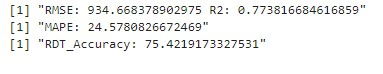 [1] "RMSE: 934.668378902975 R2: 0.773816684616859"
[1] "MAPE: 24.5780826672469"
[1] "RDT_Accuracy: 75.4219173327531"